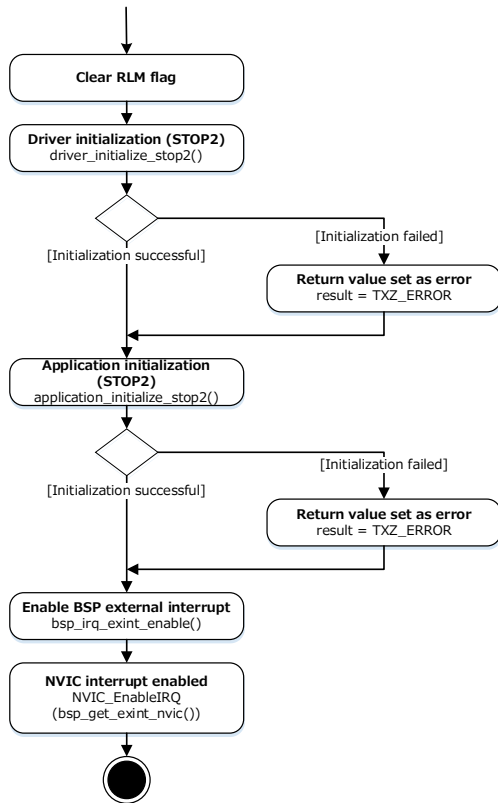 Clear RLM flag
Driver initialization (STOP2)
driver_initialize_stop2()
[Initialization failed]
[Initialization successful]
Return value set as error
result = TXZ_ERROR
Application initialization
(STOP2)
application_initialize_stop2()
[Initialization failed]
[Initialization successful]
Return value set as error
result = TXZ_ERROR
Enable BSP external interrupt
bsp_irq_exint_enable()
NVIC interrupt enabled
NVIC_EnableIRQ
(bsp_get_exint_nvic())